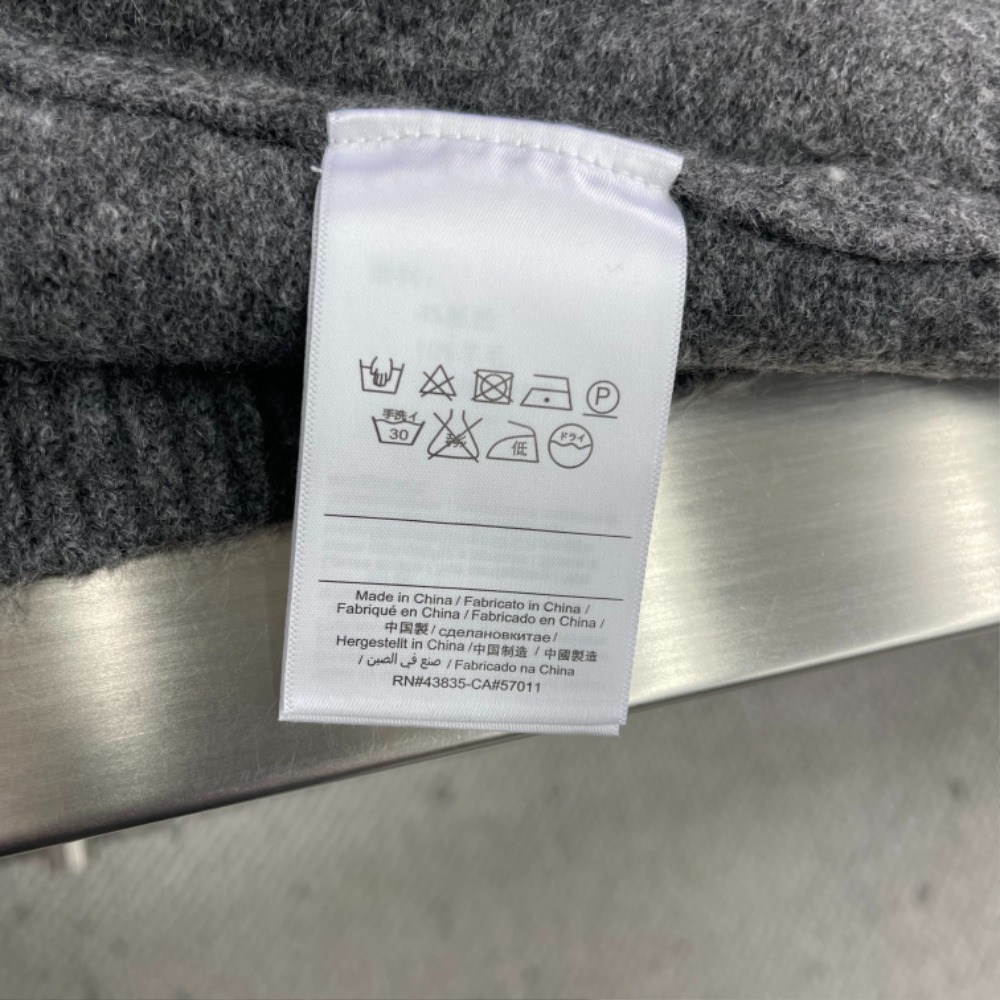 P
手洗イ
30
低
ドライ
Made in China / Fabricato in China /
Fabriqué en China / Fabricado en China /
中国製 / сделановкитае /
Hergestellt in China /中国制造 / 中國製造
صنع في الصين / Fabricado na China /
RN#43835-CA#57011